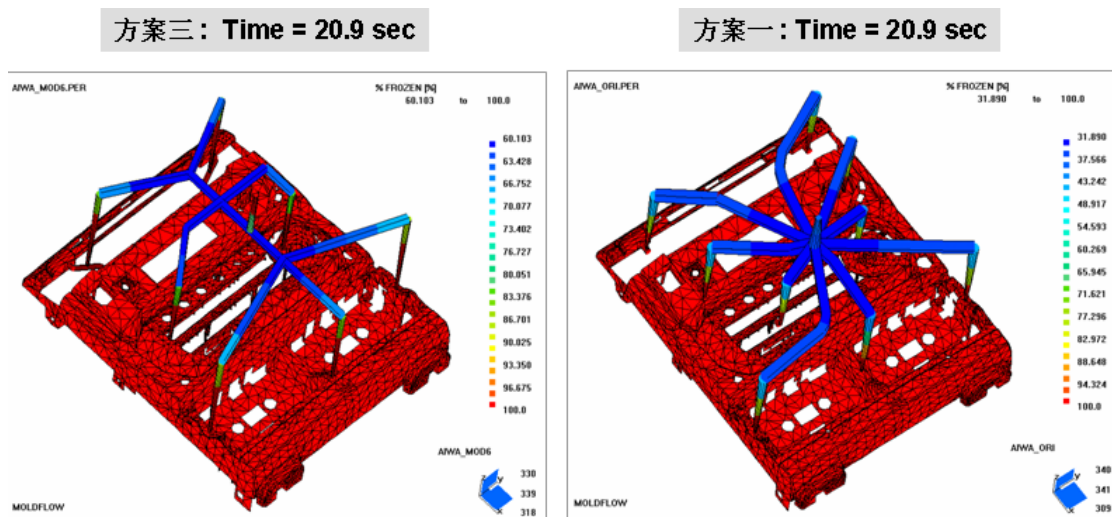 方案三: Time = 20.9 sec
方案一: Time = 20.9 sec
AIWA_MOD6.PER
% FROZEN [%]
60.103 to 100.0
60.103
63.428
66.752
70.077
73.402
76.727
80.051
83.376
86.701
90.025
93.350
96.675
100.0
AIWA_MOD6
330
339
318
z y
x
MOLDFLOW
AIWA_ORI.PER
% FROZEN [%]
31.890 to 100.0
31.890
37.566
43.242
48.917
54.593
60.269
65.945
71.621
77.296
82.972
88.648
94.324
100.0
AIWA_ORI
340
341
309
z y
x
MOLDFLOW